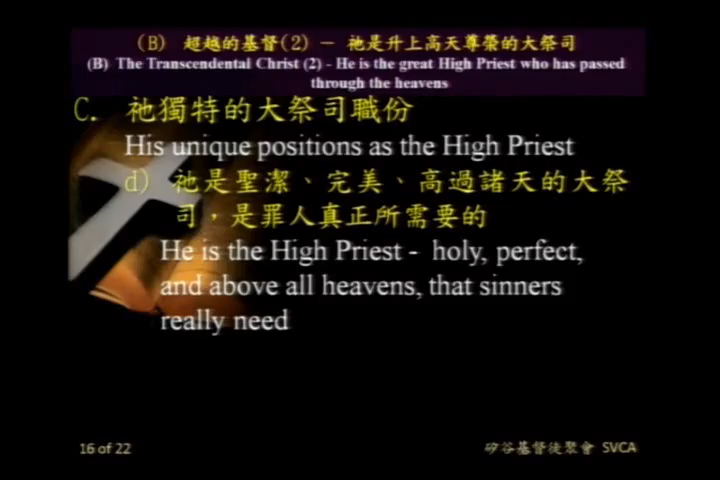 (B) 超越的基督(2) – 祂是升上高天尊榮的大祭司
(B) The Transcendental Christ (2) - He is the great High Priest who has passed
through the heavens
C. 祂獨特的大祭司職份
His unique positions as the High Priest
d) 祂是聖潔、完美、高過諸天的大祭
司，是罪人真正所需要的
He is the High Priest - holy, perfect,
and above all heavens, that sinners
really need
16 of 22
矽谷基督徒聚會 SVCA